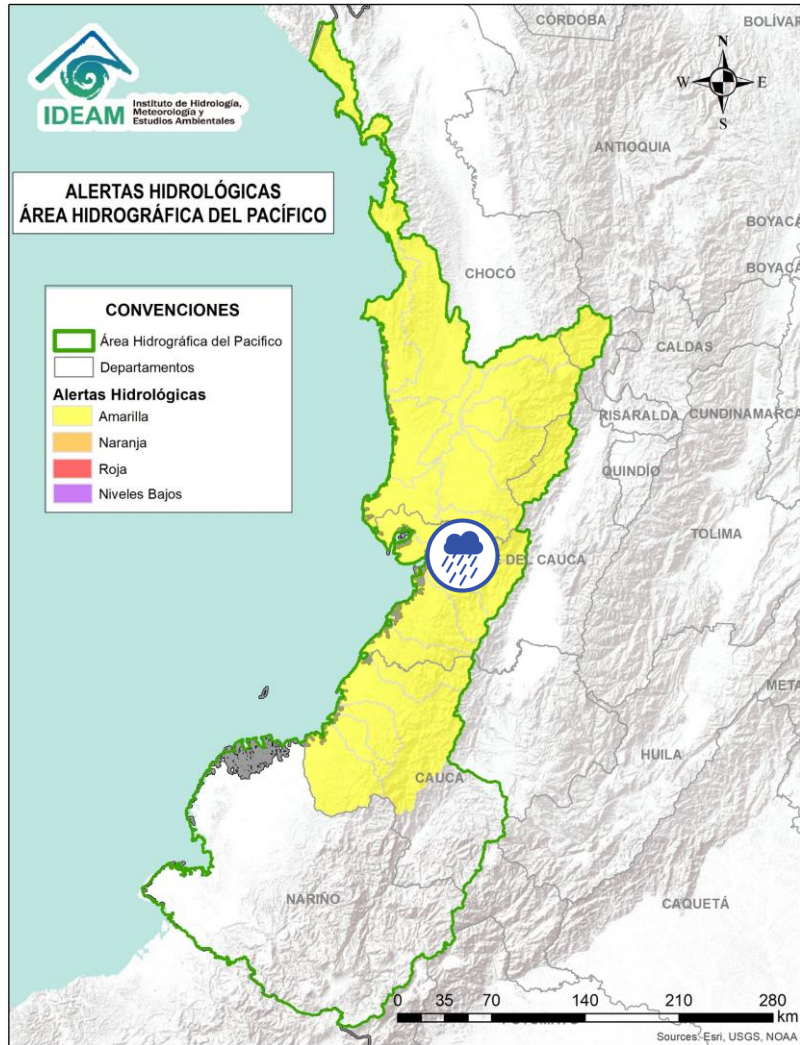 IDEAM
Instituto de Hidrología,
Meteorología y
Estudios Ambientales
ALERTAS HIDROLÓGICAS
ÁREA HIDROGRÁFICA DEL PACÍFICO
CONVENCIONES
Área Hidrográfica del Pacifico
Departamentos
Alertas Hidrológicas
Amarilla
Naranja
Roja
Niveles Bajos
CÓRDOBA
BOLÍVAR
N
W E
S
ANTIOQUIA
BOYACÁ
CHOCÓ
BOYACÁ
CALDAS
RISARALDA
CUNDINAMARCA
QUINDÍO
TOLIMA
DEL CAUCA
META
HUILA
CAUCA
NARIÑO
CAQUETÁ
0 35 70 140 210 280
km
Sources: Esri, USGS, NOAA